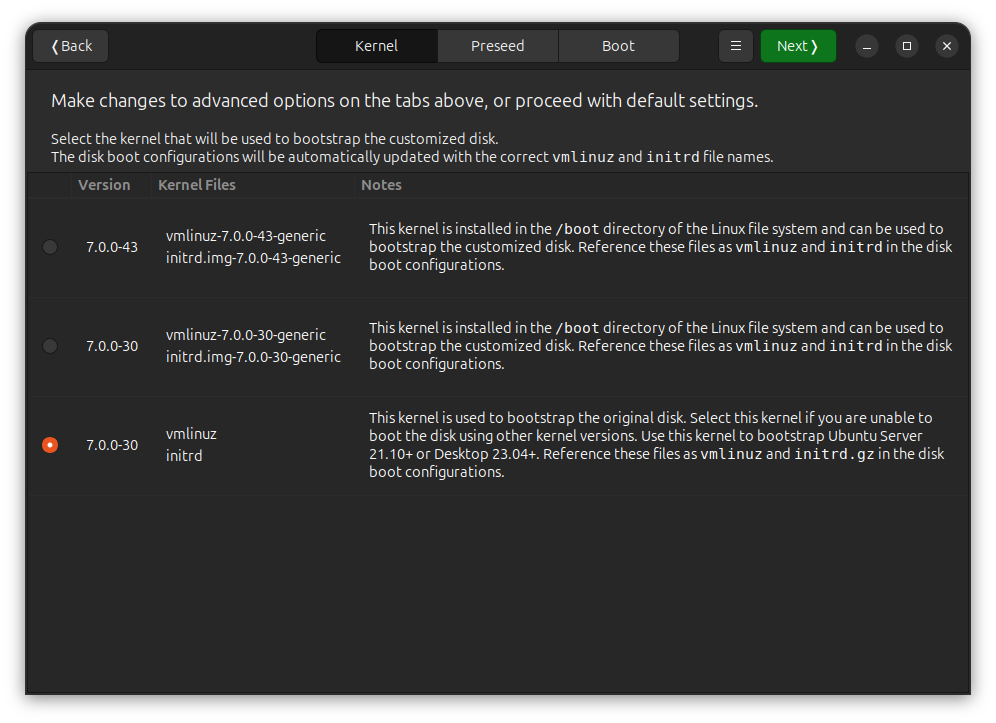 ❬Back
Kernel
Preseed
Boot
Next❭
Make changes to advanced options on the tabs above, or proceed with default settings.
Select the kernel that will be used to bootstrap the customized disk.
The disk boot configurations will be automatically updated with the correct vmlinuz and initrd file names.
Version Kernel Files Notes
7.0.0-43
vmlinuz-7.0.0-43-generic
initrd.img-7.0.0-43-generic
This kernel is installed in the /boot directory of the Linux file system and can be used to
bootstrap the customized disk. Reference these files as vmlinuz and initrd in the disk
boot configurations.
7.0.0-30
vmlinuz-7.0.0-30-generic
initrd.img-7.0.0-30-generic
This kernel is installed in the /boot directory of the Linux file system and can be used to
bootstrap the customized disk. Reference these files as vmlinuz and initrd in the disk
boot configurations.
7.0.0-30
vmlinuz
initrd
This kernel is used to bootstrap the original disk. Select this kernel if you are unable to
boot the disk using other kernel versions. Use this kernel to bootstrap Ubuntu Server
21.10+ or Desktop 23.04+. Reference these files as vmlinuz and initrd.gz in the disk
boot configurations.